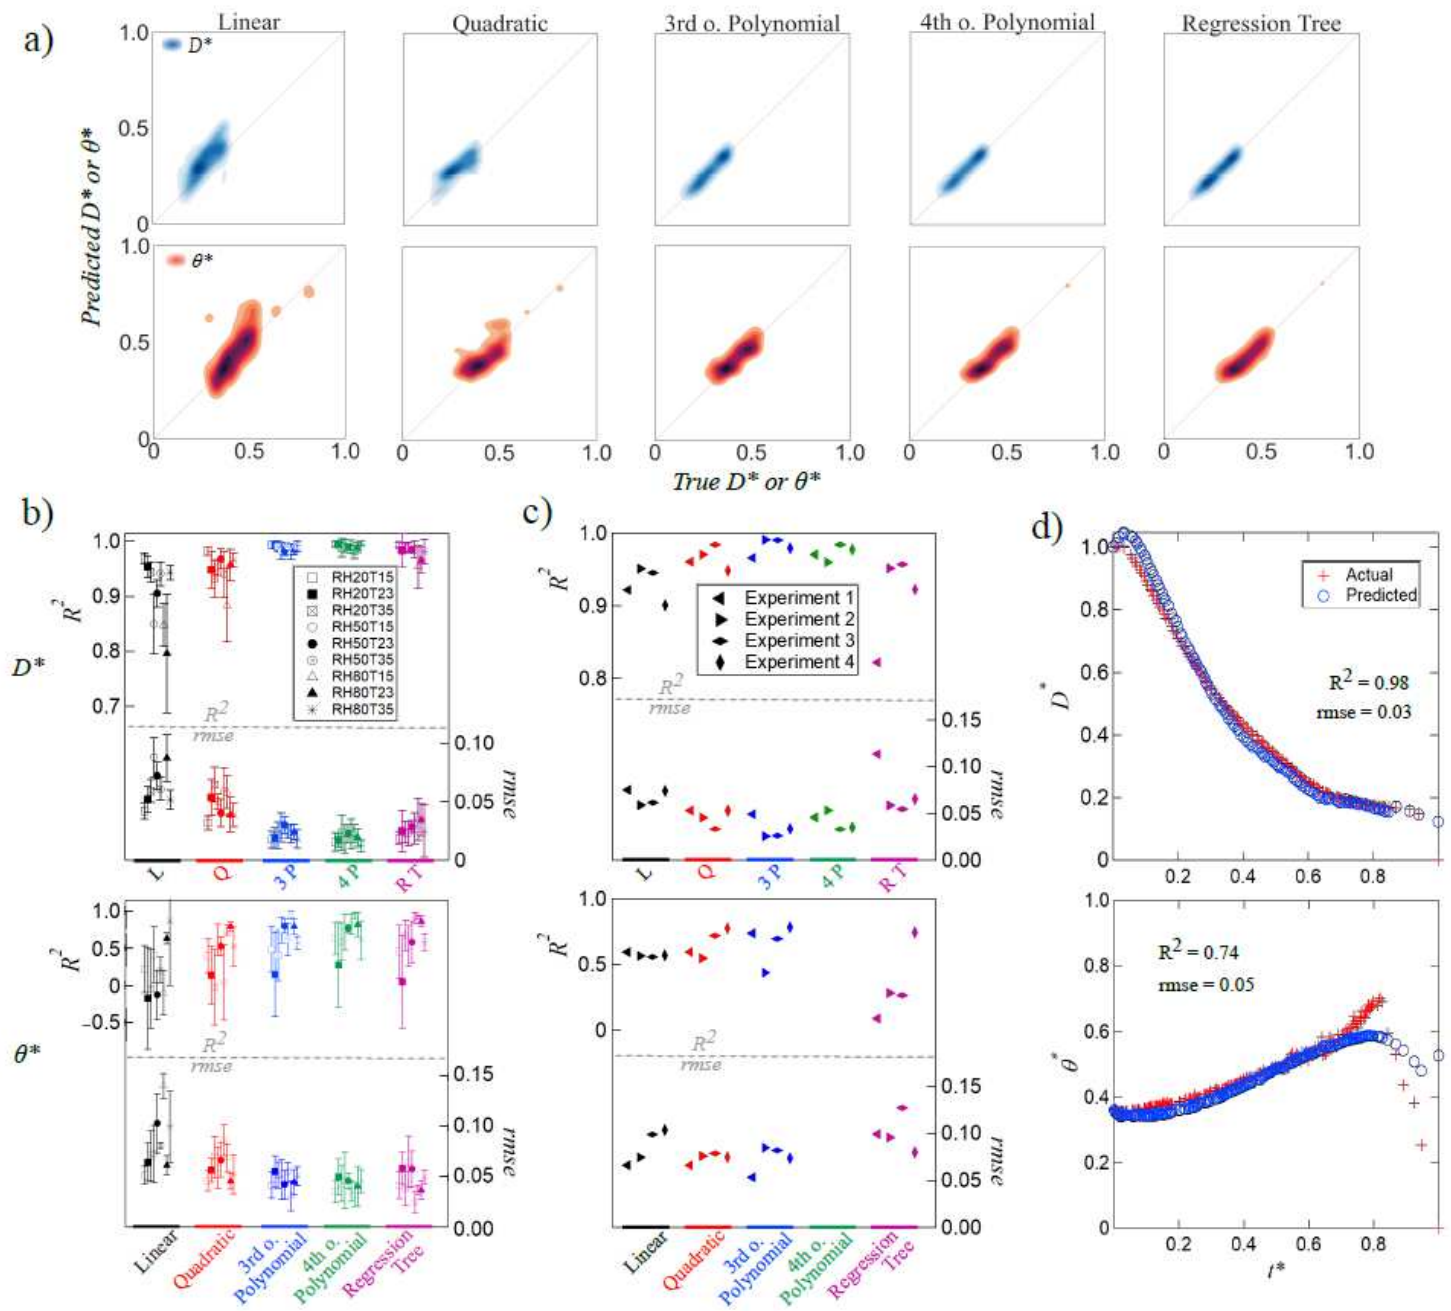 a)
Linear
Quadratic
3rd o. Polynomial
4th o. Polynomial
Regression Tree
1.0
D*
0.5
0
Predicted D* or θ*
1.0
θ*
0.5
0
0 0.5 1.0
0 0.5 1.0
0 0.5 1.0
0 0.5 1.0
0 0.5 1.0
True D* or θ*
b)
D*
R²
1.0
0.9
0.8
0.7
RH20T15
RH20T23
RH20T35
RH50T15
RH50T23
RH50T35
RH80T15
RH80T23
RH80T35
R²
rmse
0.10
0.05
0
rmse
L
Q
3 P
4 P
R T
θ*
R²
1.0
0.5
0
−0.5
R²
rmse
0.15
0.10
0.05
0.00
rmse
Linear
Quadratic
3rd o.
Polynomial
4th o.
Polynomial
Regression
Tree
c)
R²
1.0
0.9
0.8
Experiment 1
Experiment 2
Experiment 3
Experiment 4
R²
rmse
0.15
0.10
0.05
0.00
rmse
L
Q
3 P
4 P
R T
R²
1.0
0.5
0
R²
rmse
0.15
0.10
0.05
0.00
rmse
Linear
Quadratic
3rd o.
Polynomial
4th o.
Polynomial
Regression
Tree
d)
D*
1.0
0.8
0.6
0.4
0.2
0
Actual
Predicted
R² = 0.98
rmse = 0.03
0.2 0.4 0.6 0.8
θ*
1.0
0.8
0.6
0.4
0.2
0
R² = 0.74
rmse = 0.05
0.2 0.4 0.6 0.8
t*